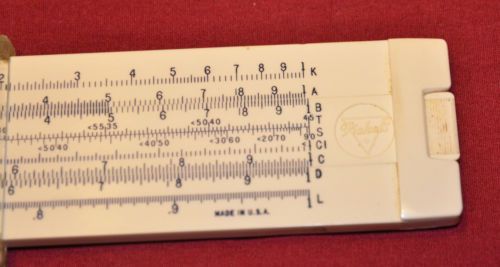 2 3 4 5 6 7 8 9 1 K
4 5 6 7 8 9 1 A
4 5 6 7 8 9 1 B
<55,35 <50,40 45 T
<50'40 <40'50 <30'60 <20'70 90 S
CI
6 7 8 9 1 C
6 7 8 9 1 D
.8 .9 1 L
MADE IN U.S.A.
Pickett